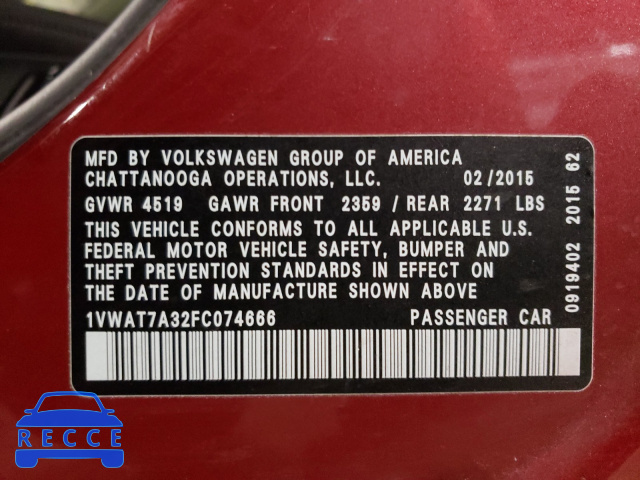 MFD BY VOLKSWAGEN GROUP OF AMERICA
CHATTANOOGA OPERATIONS, LLC. 02/2015
GVWR 4519 GAWR FRONT 2359 / REAR 2271 LBS
THIS VEHICLE CONFORMS TO ALL APPLICABLE U.S.
FEDERAL MOTOR VEHICLE SAFETY, BUMPER AND
THEFT PREVENTION STANDARDS IN EFFECT ON
THE DATE OF MANUFACTURE SHOWN ABOVE.
1VWAT7A32FC074666 PASSENGER CAR
0919402 2015 62
RECCE